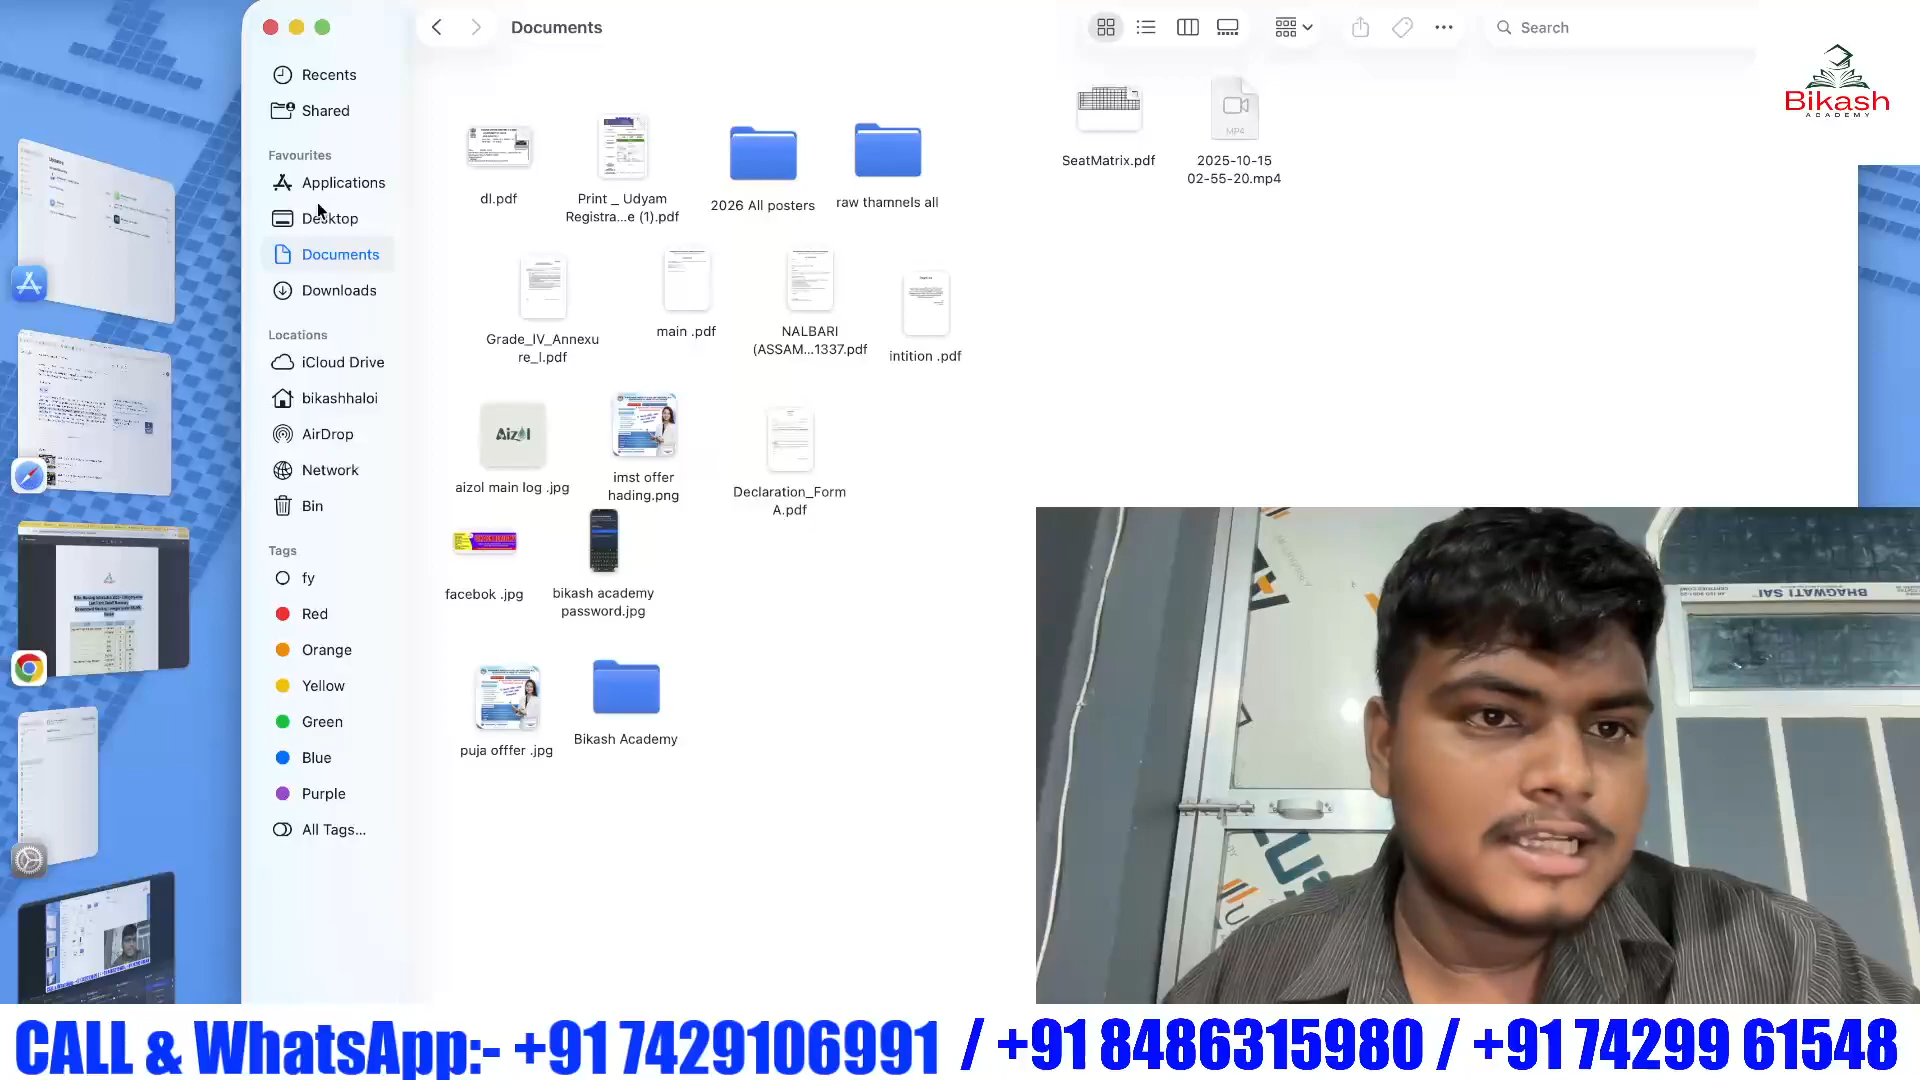 Documents
Search
Recents
Shared
Favourites
Applications
Desktop
Documents
Downloads
Locations
iCloud Drive
bikashhaloi
AirDrop
Network
Bin
Tags
fy
Red
Orange
Yellow
Green
Blue
Purple
All Tags...
dl.pdf
Print _ Udyam
Registra...e (1).pdf
2026 All posters
raw thamnels all
SeatMatrix.pdf
MP4
2025-10-15
02-55-20.mp4
Grade_IV_Annexu
re_I.pdf
main .pdf
NALBARI
(ASSAM...1337.pdf
intition .pdf
Aizol
aizol main log .jpg
imst offer
hading.png
Declaration_Form
A.pdf
facebok .jpg
bikash academy
password.jpg
puja offfer .jpg
Bikash Academy
Bikash
ACADEMY
BHAGWATI SAI
CALL & WhatsApp:- +91 7429106991 / +91 8486315980 / +91 74299 61548